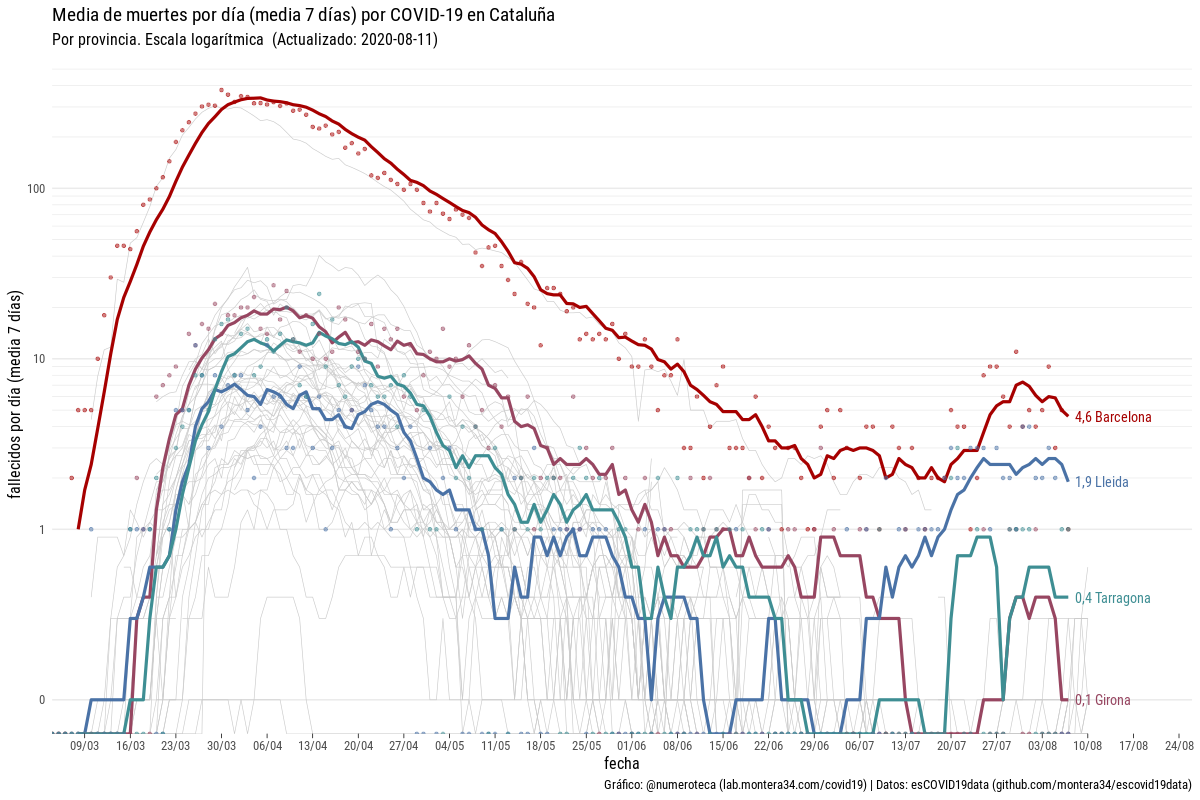 Media de muertes por día (media 7 días) por COVID-19 en Cataluña
Por provincia. Escala logarítmica (Actualizado: 2020-08-11)
fallecidos por día (media 7 días)
100
10
1
0
4,6 Barcelona
1,9 Lleida
0,4 Tarragona
0,1 Girona
09/03 16/03 23/03 30/03 06/04 13/04 20/04 27/04 04/05 11/05 18/05 25/05 01/06 08/06 15/06 22/06 29/06 06/07 13/07 20/07 27/07 03/08 10/08 17/08 24/08
fecha
Gráfico: @numeroteca (lab.montera34.com/covid19) | Datos: esCOVID19data (github.com/montera34/escovid19data)